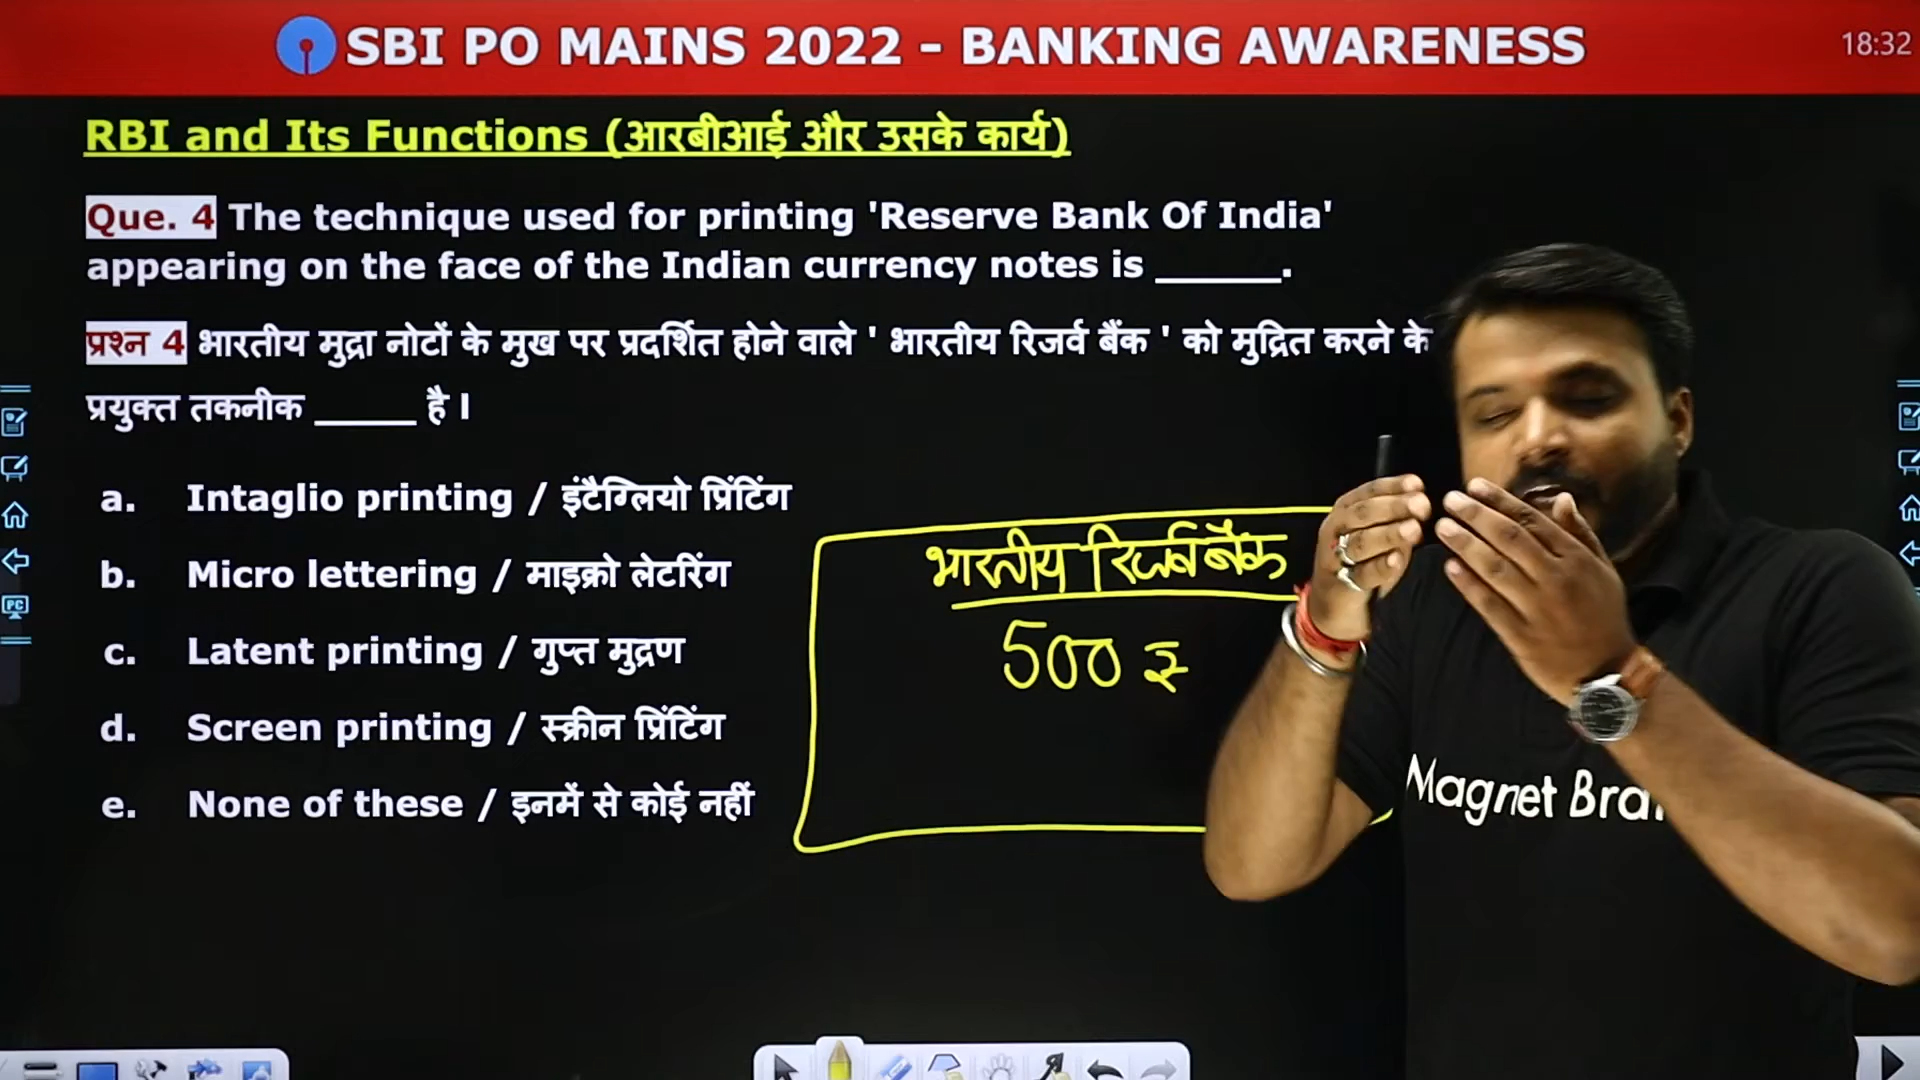 SBI PO MAINS 2022 - BANKING AWARENESS
18:32
RBI and Its Functions (आरबीआई और उसके कार्य)
Que. 4 The technique used for printing 'Reserve Bank Of India'
appearing on the face of the Indian currency notes is ______.
प्रश्न 4 भारतीय मुद्रा नोटों के मुख पर प्रदर्शित होने वाले ' भारतीय रिजर्व बैंक ' को मुद्रित करने के
प्रयुक्त तकनीक _____ है।
a. Intaglio printing / इंटैग्लियो प्रिंटिंग
b. Micro lettering / माइक्रो लेटरिंग
c. Latent printing / गुप्त मुद्रण
d. Screen printing / स्क्रीन प्रिंटिंग
e. None of these / इनमें से कोई नहीं
भारतीय रिजर्व बैंक
500 रू
Magnet Bra
PC